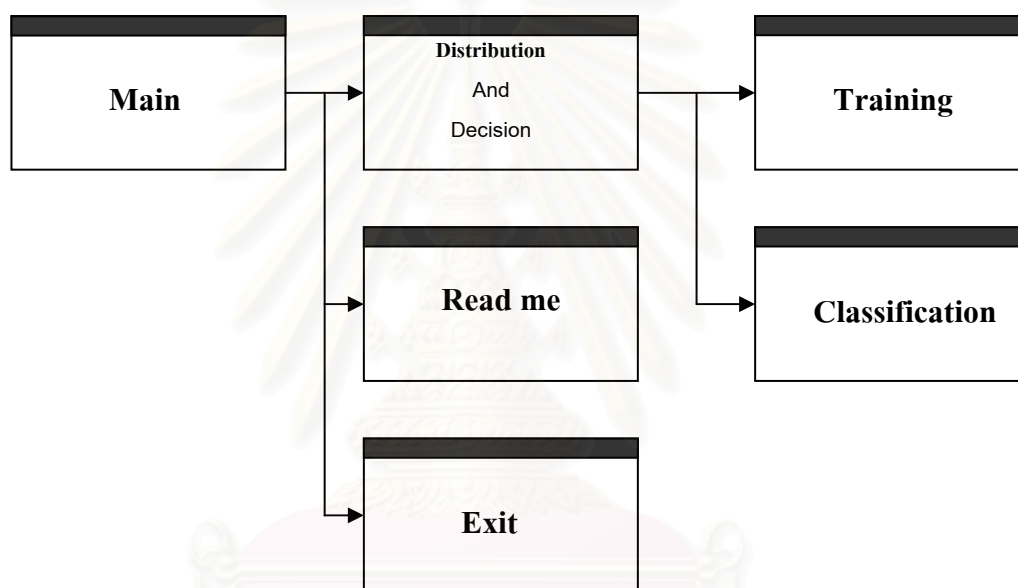 Main
Distribution
And
Decision
Training
Read me
Classification
Exit